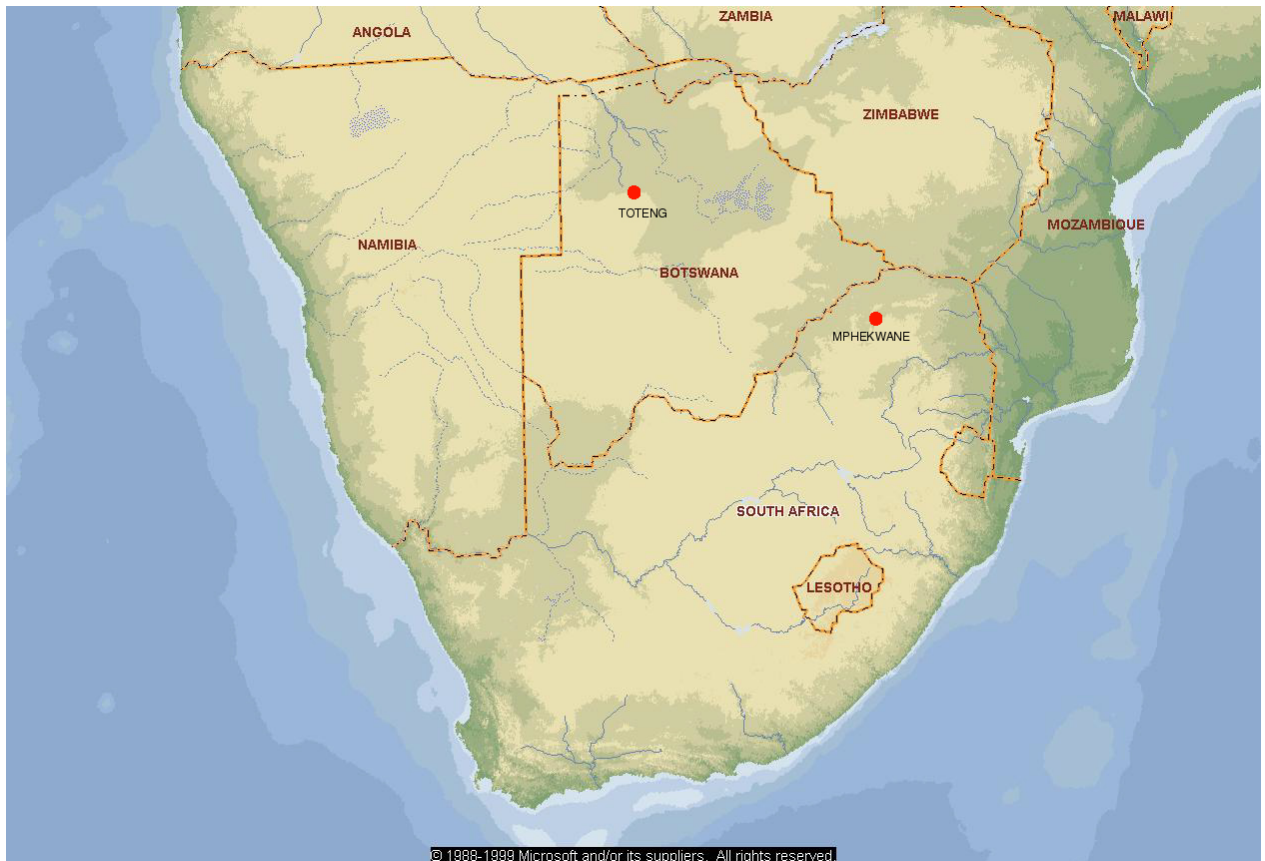 ANGOLA
ZAMBIA
MALAWI
ZIMBABWE
TOTENG
MOZAMBIQUE
NAMIBIA
BOTSWANA
MPHEKWANE
SOUTH AFRICA
LESOTHO
© 1988-1999 Microsoft and/or its suppliers. All rights reserved.